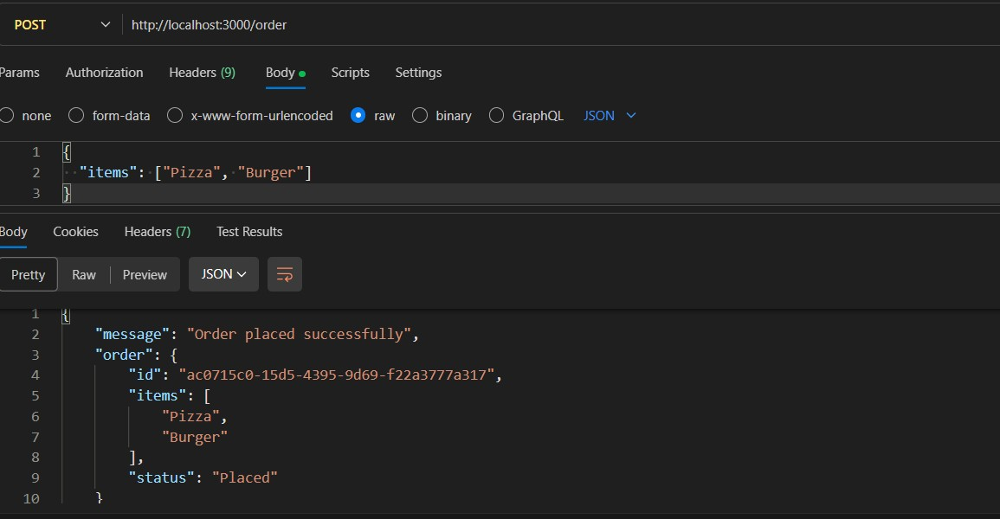 POST http://localhost:3000/order
Params Authorization Headers (9) Body Scripts Settings
none form-data x-www-form-urlencoded raw binary GraphQL JSON
1 {
2 "items": ["Pizza", "Burger"]
3 }
Body Cookies Headers (7) Test Results
Pretty Raw Preview JSON
1 {
2 "message": "Order placed successfully",
3 "order": {
4 "id": "ac0715c0-15d5-4395-9d69-f22a3777a317",
5 "items": [
6 "Pizza",
7 "Burger"
8 ],
9 "status": "Placed"
10 }